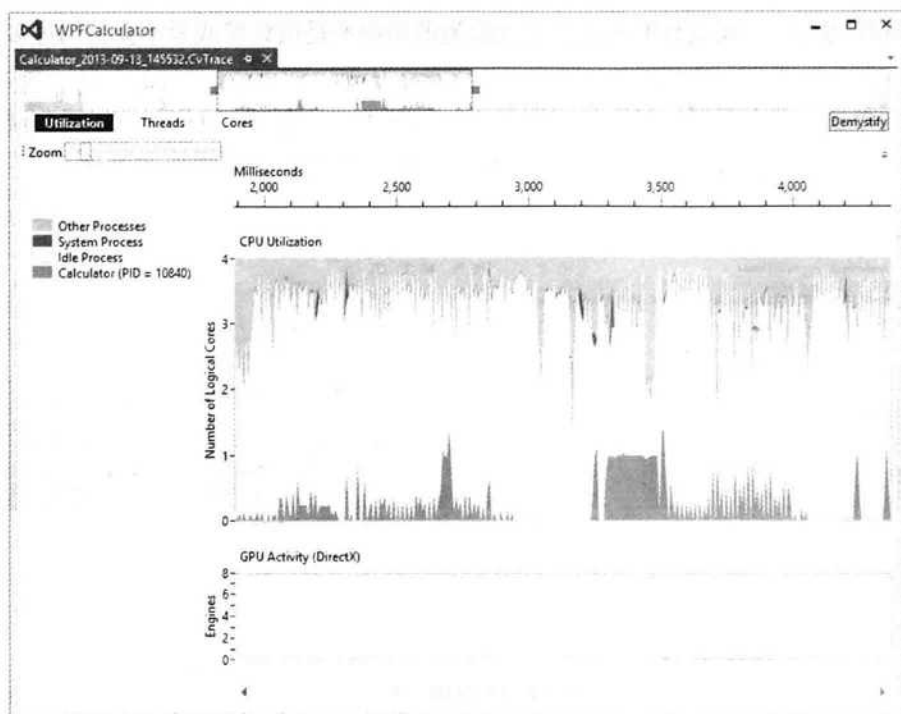 WPFCalculator
Calculator_2013-09-13_145532.CvTrace
Utilization Threads Cores Demystify
Zoom
Milliseconds
2,000 2,500 3,000 3,500 4,000
Other Processes
System Process
Idle Process
Calculator (PID = 10840)
CPU Utilization
4
3
2
1
0
Number of Logical Cores
GPU Activity (DirectX)
8
6
4
2
0
Engines